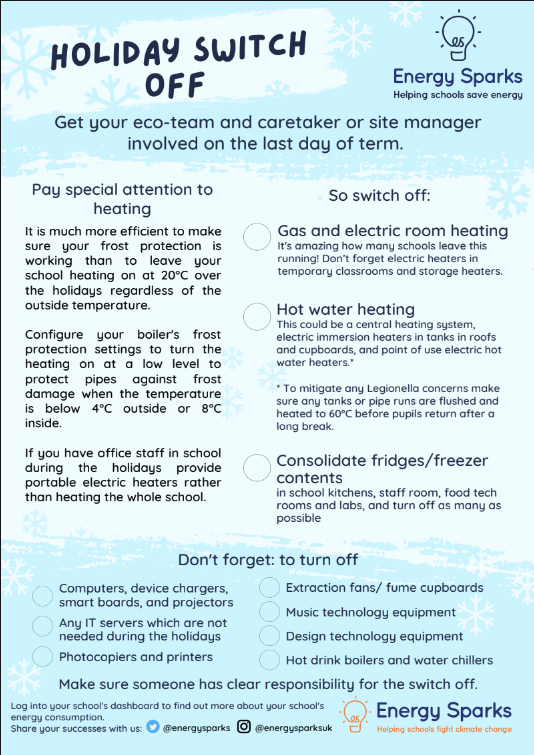 HOLIDAY SWITCH
OFF
es
Energy Sparks
Helping schools save energy
Get your eco-team and caretaker or site manager
involved on the last day of term.
Pay special attention to
heating
It is much more efficient to make
sure your frost protection is
working than to leave your
school heating on at 20°C over
the holidays regardless of the
outside temperature.
Configure your boiler's frost
protection settings to turn the
heating on at a low level to
protect pipes against frost
damage when the temperature
is below 4°C outside or 8°C
inside.
If you have office staff in school
during the holidays provide
portable electric heaters rather
than heating the whole school.
So switch off:
Gas and electric room heating
It's amazing how many schools leave this
running! Don't forget electric heaters in
temporary classrooms and storage heaters.
Hot water heating
This could be a central heating system,
electric immersion heaters in tanks in roofs
and cupboards, and point of use electric hot
water heaters.*
* To mitigate any Legionella concerns make
sure any tanks or pipe runs are flushed and
heated to 60°C before pupils return after a
long break.
Consolidate fridges/freezer
contents
in school kitchens, staff room, food tech
rooms and labs, and turn off as many as
possible
Don't forget: to turn off
Computers, device chargers,
smart boards, and projectors
Any IT servers which are not
needed during the holidays
Photocopiers and printers
Extraction fans/ fume cupboards
Music technology equipment
Design technology equipment
Hot drink boilers and water chillers
Make sure someone has clear responsibility for the switch off.
Log into your school's dashboard to find out more about your school's
energy consumption.
Share your successes with us: @energysparks @energysparksuk
es
Energy Sparks
Helping schools fight climate change